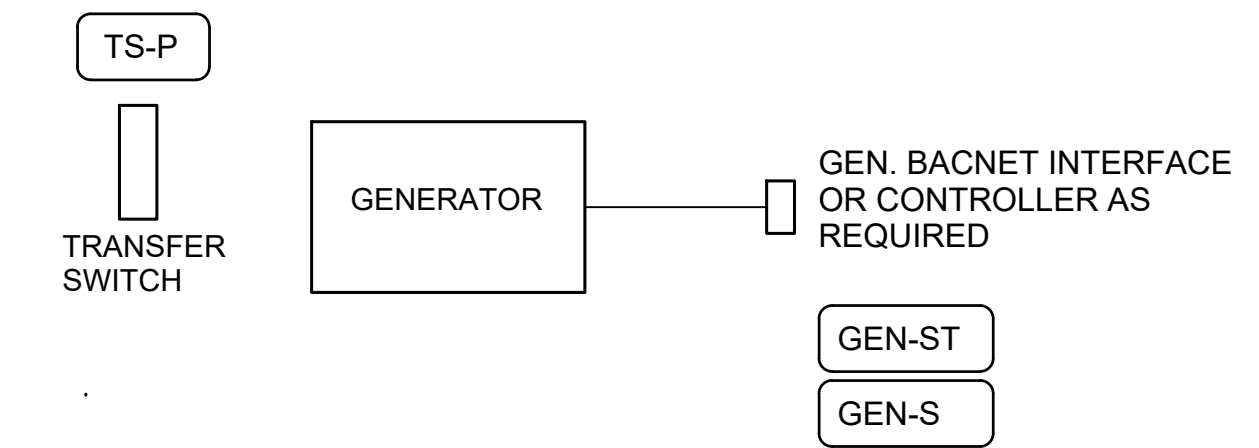 TS-P
TRANSFER
SWITCH
GENERATOR
GEN. BACNET INTERFACE
OR CONTROLLER AS
REQUIRED
GEN-ST
GEN-S
.